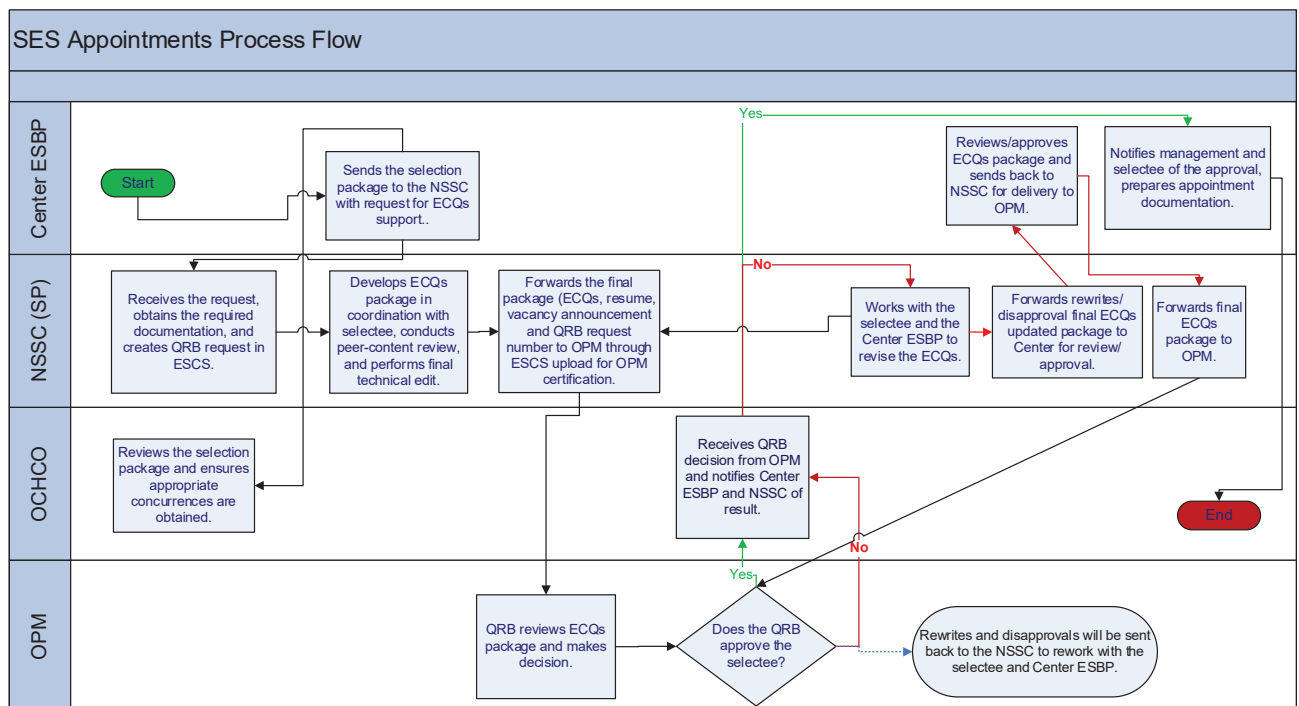 SES Appointments Process Flow
Center ESBP
Start
Sends the selection
package to the NSSC
with request for ECQs
support..
Yes
Reviews/approves
ECQs package and
sends back to
NSSC for delivery to
OPM.
Notifies management and
selectee of the approval,
prepares appointment
documentation.
NSSC (SP)
Receives the request,
obtains the required
documentation, and
creates QRB request in
ESCS.
Develops ECQs
package in
coordination with
selectee, conducts
peer-content review,
and performs final
technical edit.
Forwards the final
package (ECQs, resume,
vacancy announcement
and QRB request
number to OPM through
ESCS upload for OPM
certification.
No
Works with the
selectee and the
Center ESBP to
revise the ECQs.
Forwards rewrites/
disapproval final ECQs
updated package to
Center for review/
approval.
Forwards final
ECQs
package to
OPM.
OCHCO
Reviews the selection
package and ensures
appropriate
concurrences are
obtained.
Receives QRB
decision from OPM
and notifies Center
ESBP and NSSC of
result.
No
End
OPM
QRB reviews ECQs
package and makes
decision.
Yes
Does the QRB
approve the
selectee?
Rewrites and disapprovals will be sent
back to the NSSC to rework with the
selectee and Center ESBP.